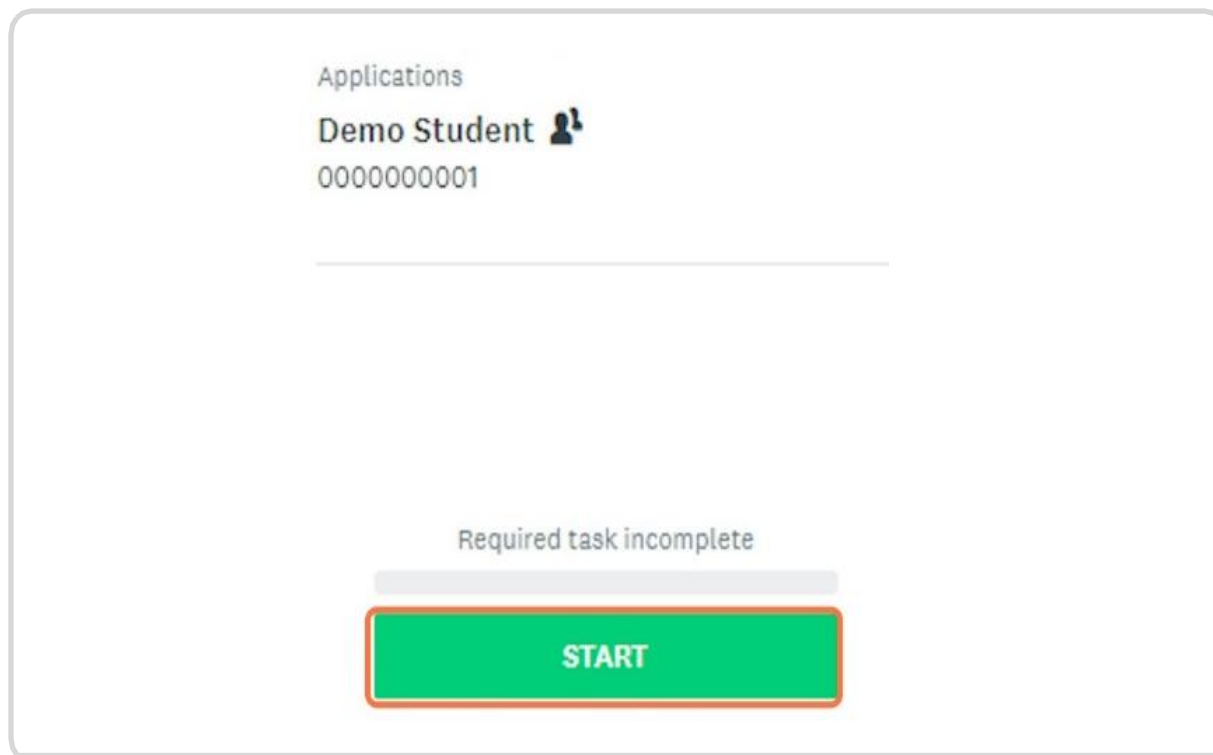 Applications
Demo Student
0000000001
Required task incomplete
START